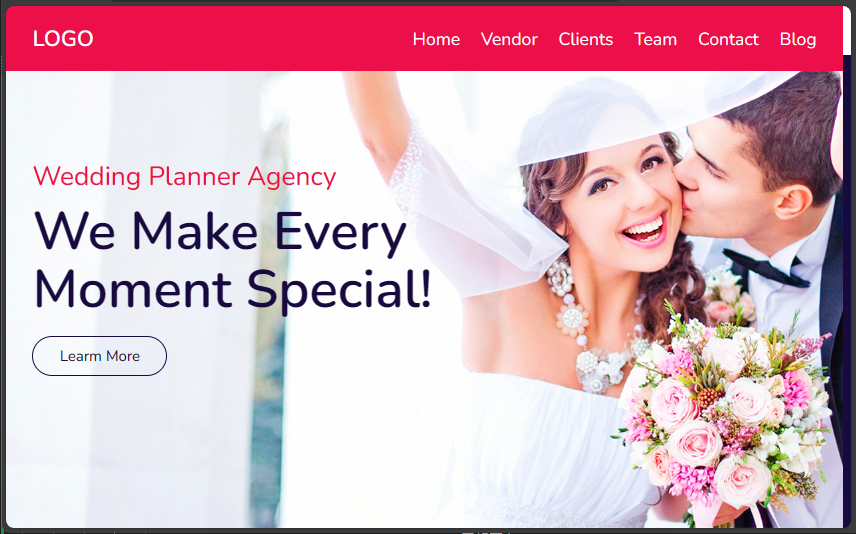 LOGO
Home Vendor Clients Team Contact Blog
Wedding Planner Agency
We Make Every
Moment Special!
Learn More